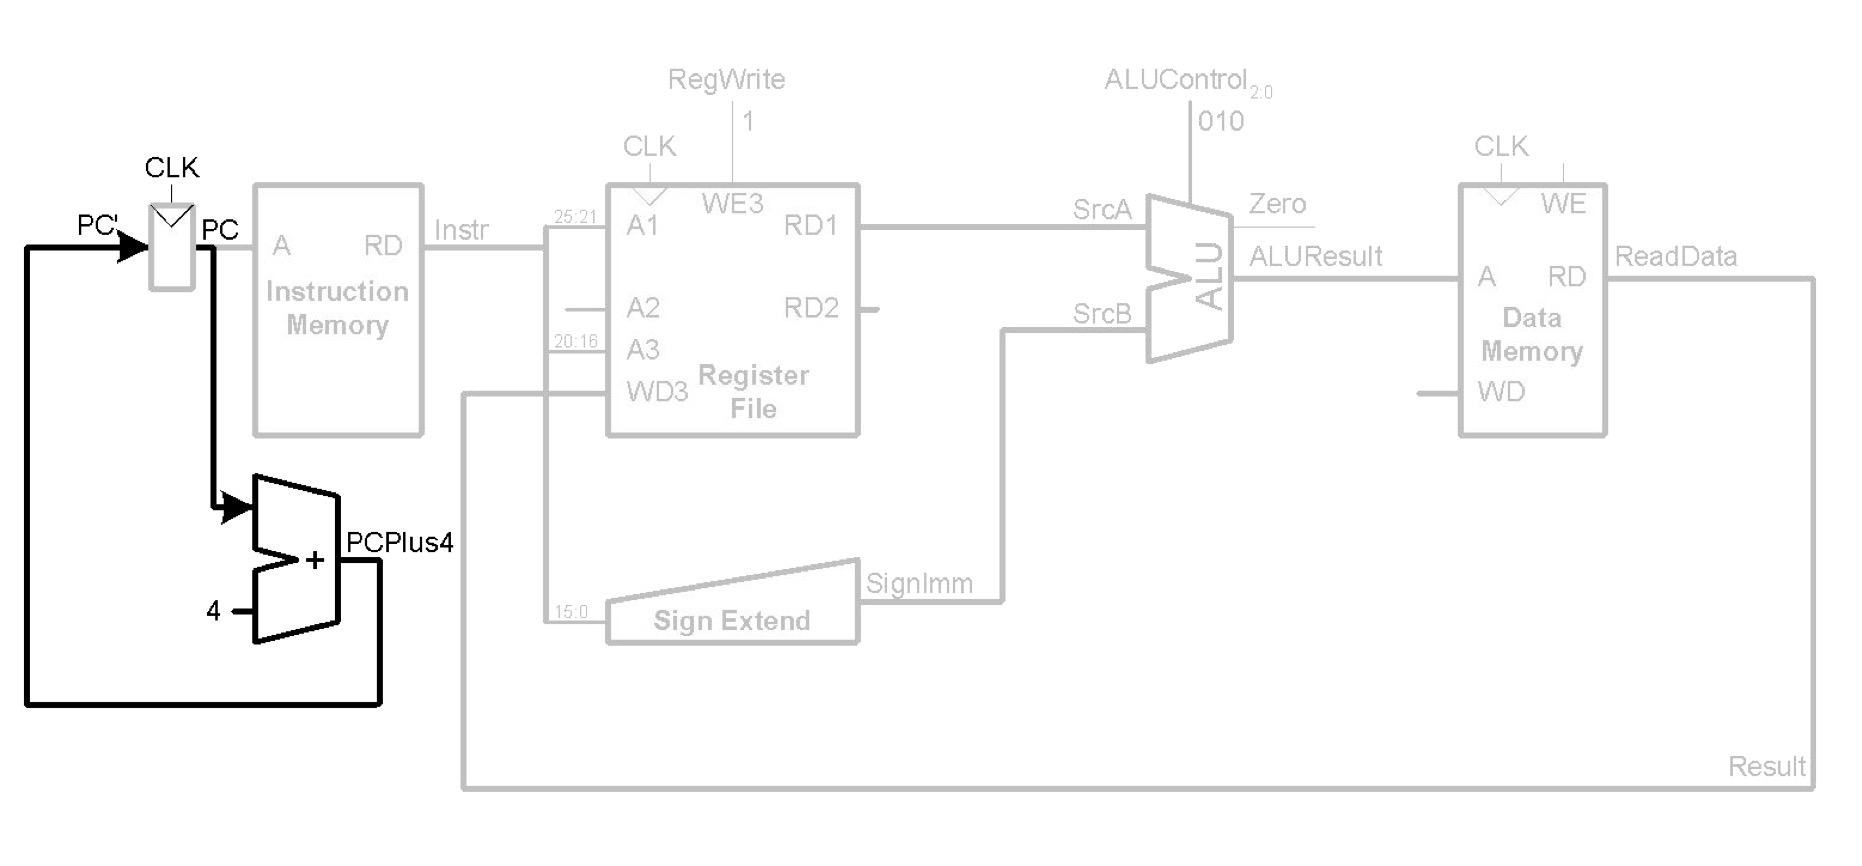 RegWrite
ALUControl2:0
1
010
CLK
CLK
CLK
PC'
PC
A
RD
Instruction
Memory
Instr
25:21
A1
WE3
RD1
A2
RD2
20:16
A3
WD3
Register
File
SrcA
SrcB
ALU
Zero
ALUResult
WE
A
RD
Data
Memory
WD
ReadData
+
PCPlus4
4
15:0
Sign Extend
SignImm
Result